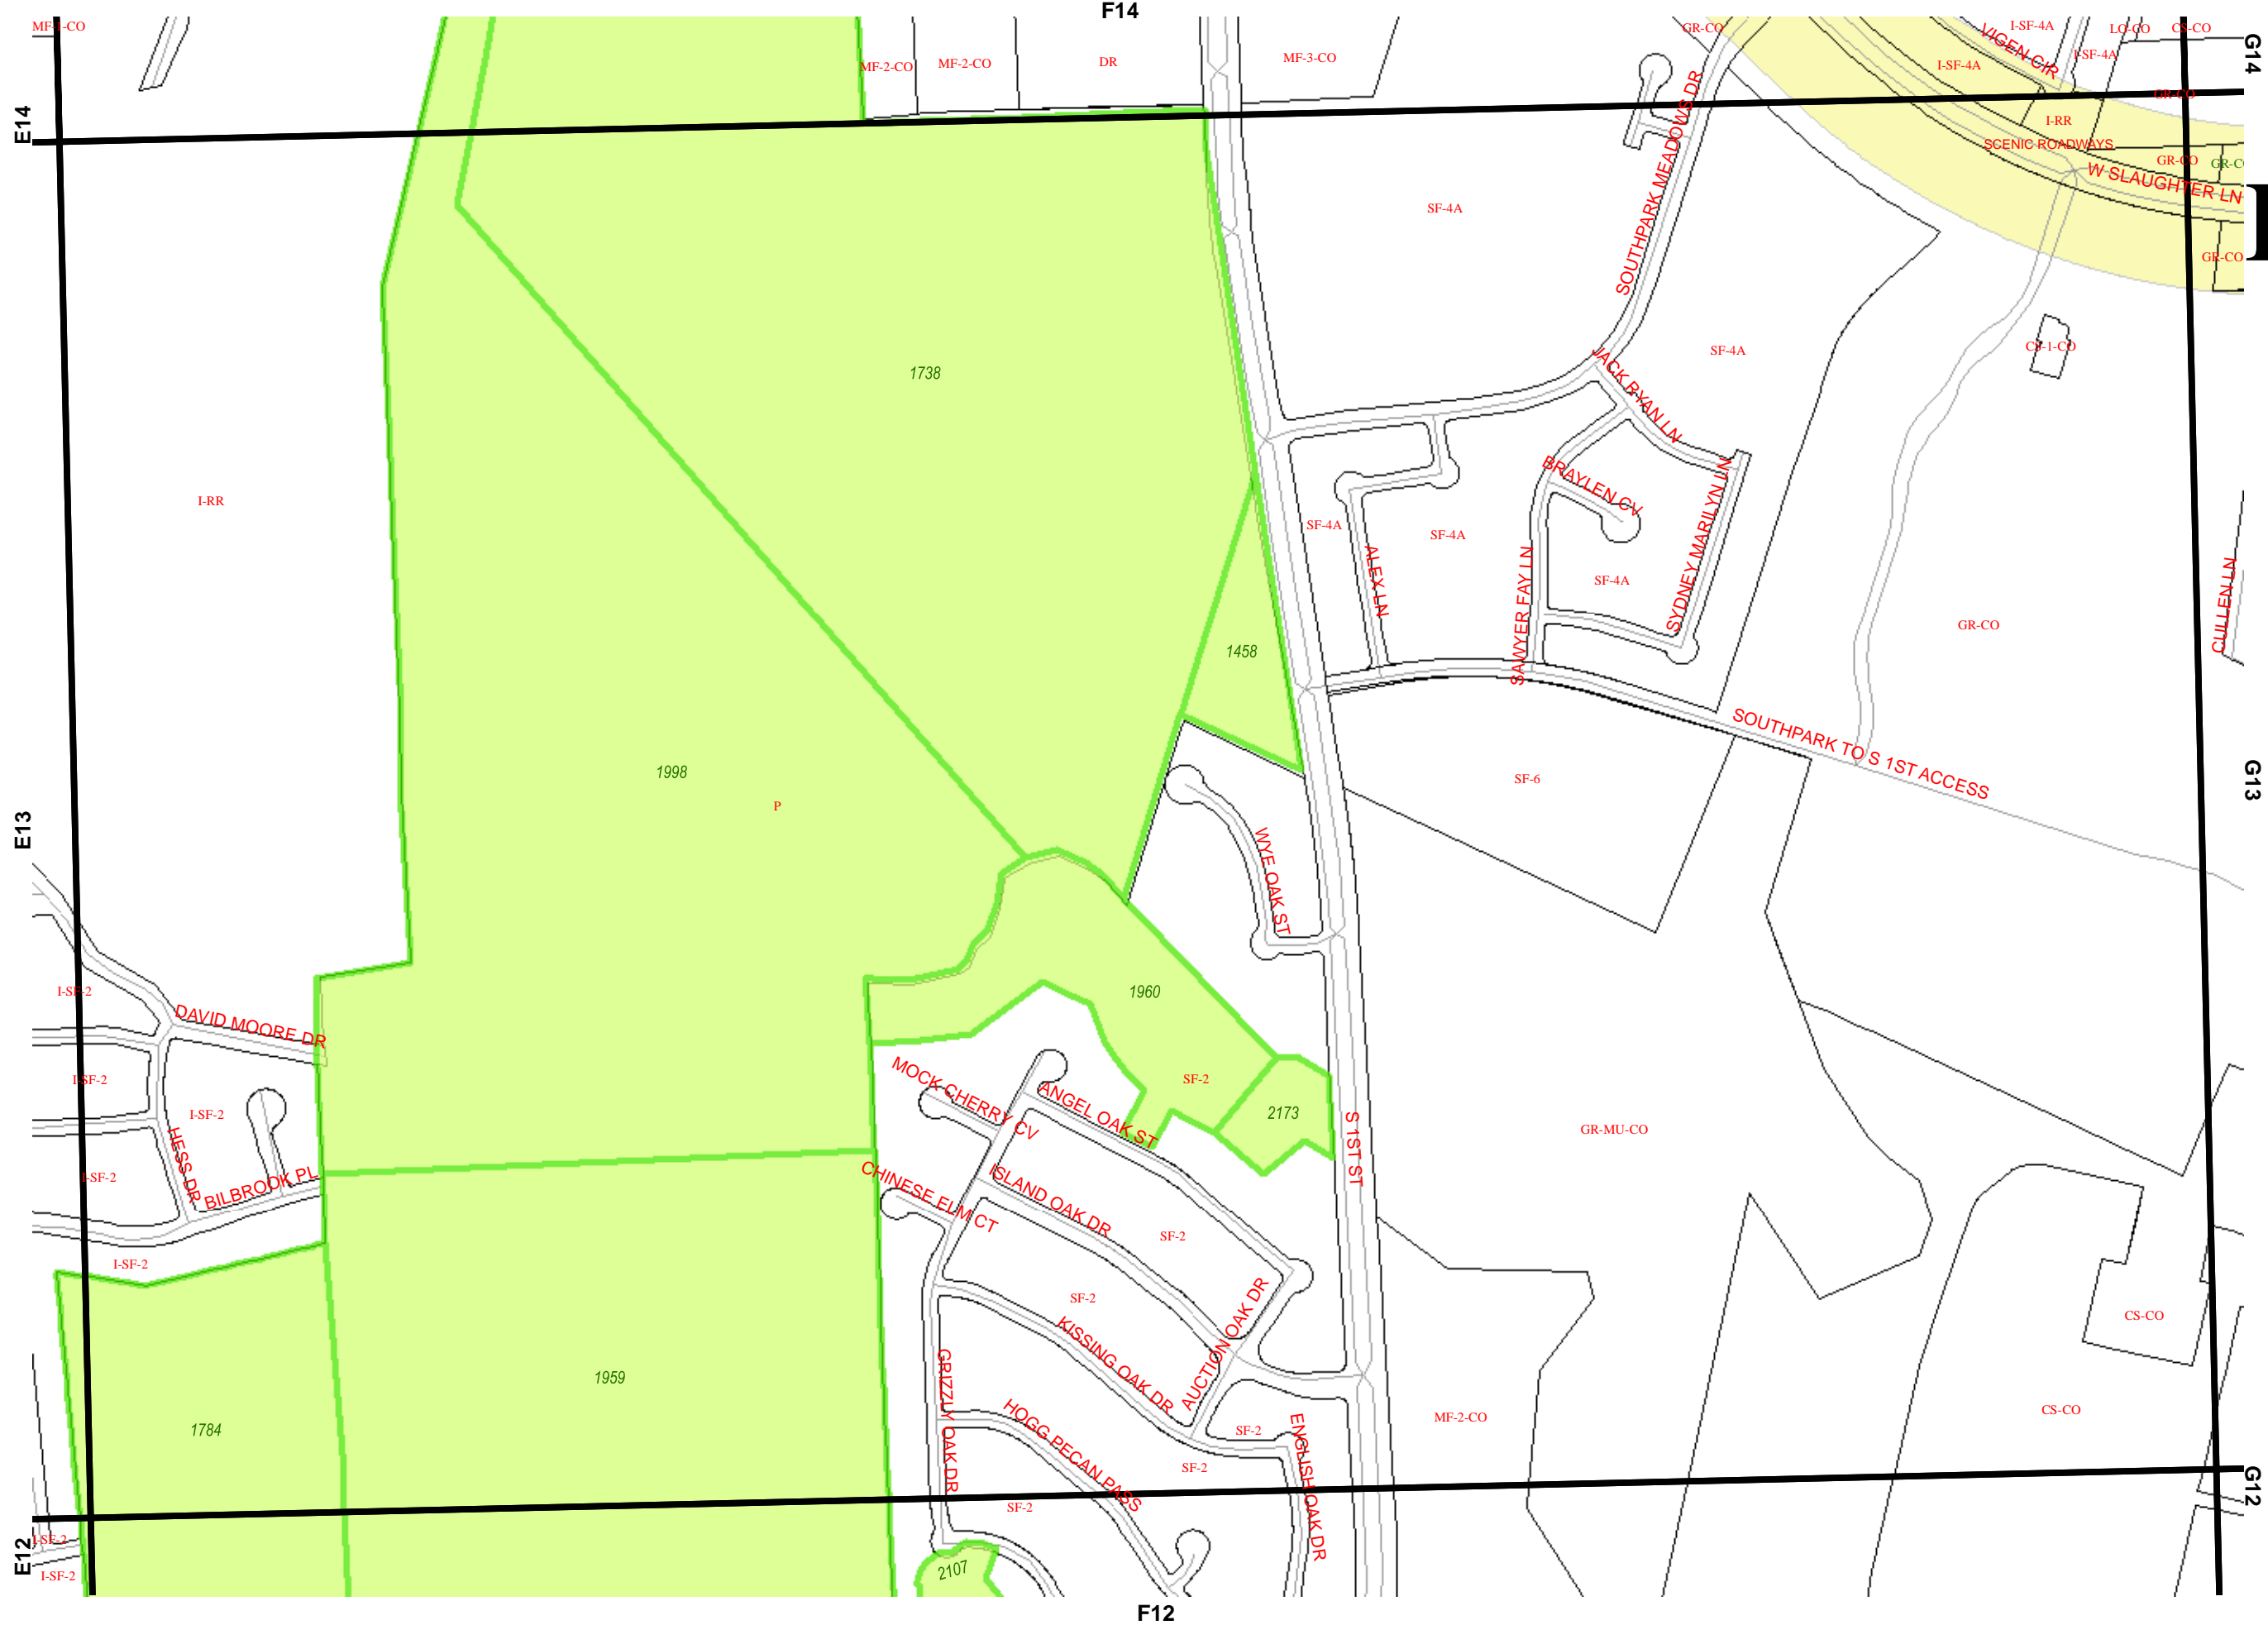 F14
MF-1-CO
MF-2-CO
MF-2-CO
DR
MF-3-CO
GR-CO
VIGEN CIR
I-SF-4A
LO-CO
CS-CO
I-SF-4A
I-SF-4A
G14
GR-CO
E14
I-RR
SCENIC ROADWAYS
GR-CO
W SLAUGHTER LN
SF-4A
SOUTHPARK MEADOWS DR
GR-CO
1738
JACK RYAN LN
SF-4A
CS-1-CO
I-RR
BRAYLEN CV
SYDNEY MARILYN LN
SF-4A
SF-4A
ALEX LN
SAWYER FAY LN
SF-4A
CULLEN LN
GR-CO
1458
SOUTHPARK TO S 1ST ACCESS
1998
P
SF-6
G13
E13
WYE OAK ST
I-SF-2
1960
DAVID MOORE DR
I-SF-2
MOCK CHERRY CV
SF-2
ANGEL OAK ST
I-SF-2
2173
S 1ST ST
GR-MU-CO
HESS DR
I-SF-2
BILBROOK PL
CHINESE ELM CT
ISLAND OAK DR
SF-2
I-SF-2
SF-2
KISSING OAK DR
AUCTION OAK DR
CS-CO
1959
GRIZZLY OAK DR
1784
HOGG PECAN PASS
SF-2
ENGLISH OAK DR
MF-2-CO
CS-CO
SF-2
G12
SF-2
I-SF-2
E12
I-SF-2
2107
F12